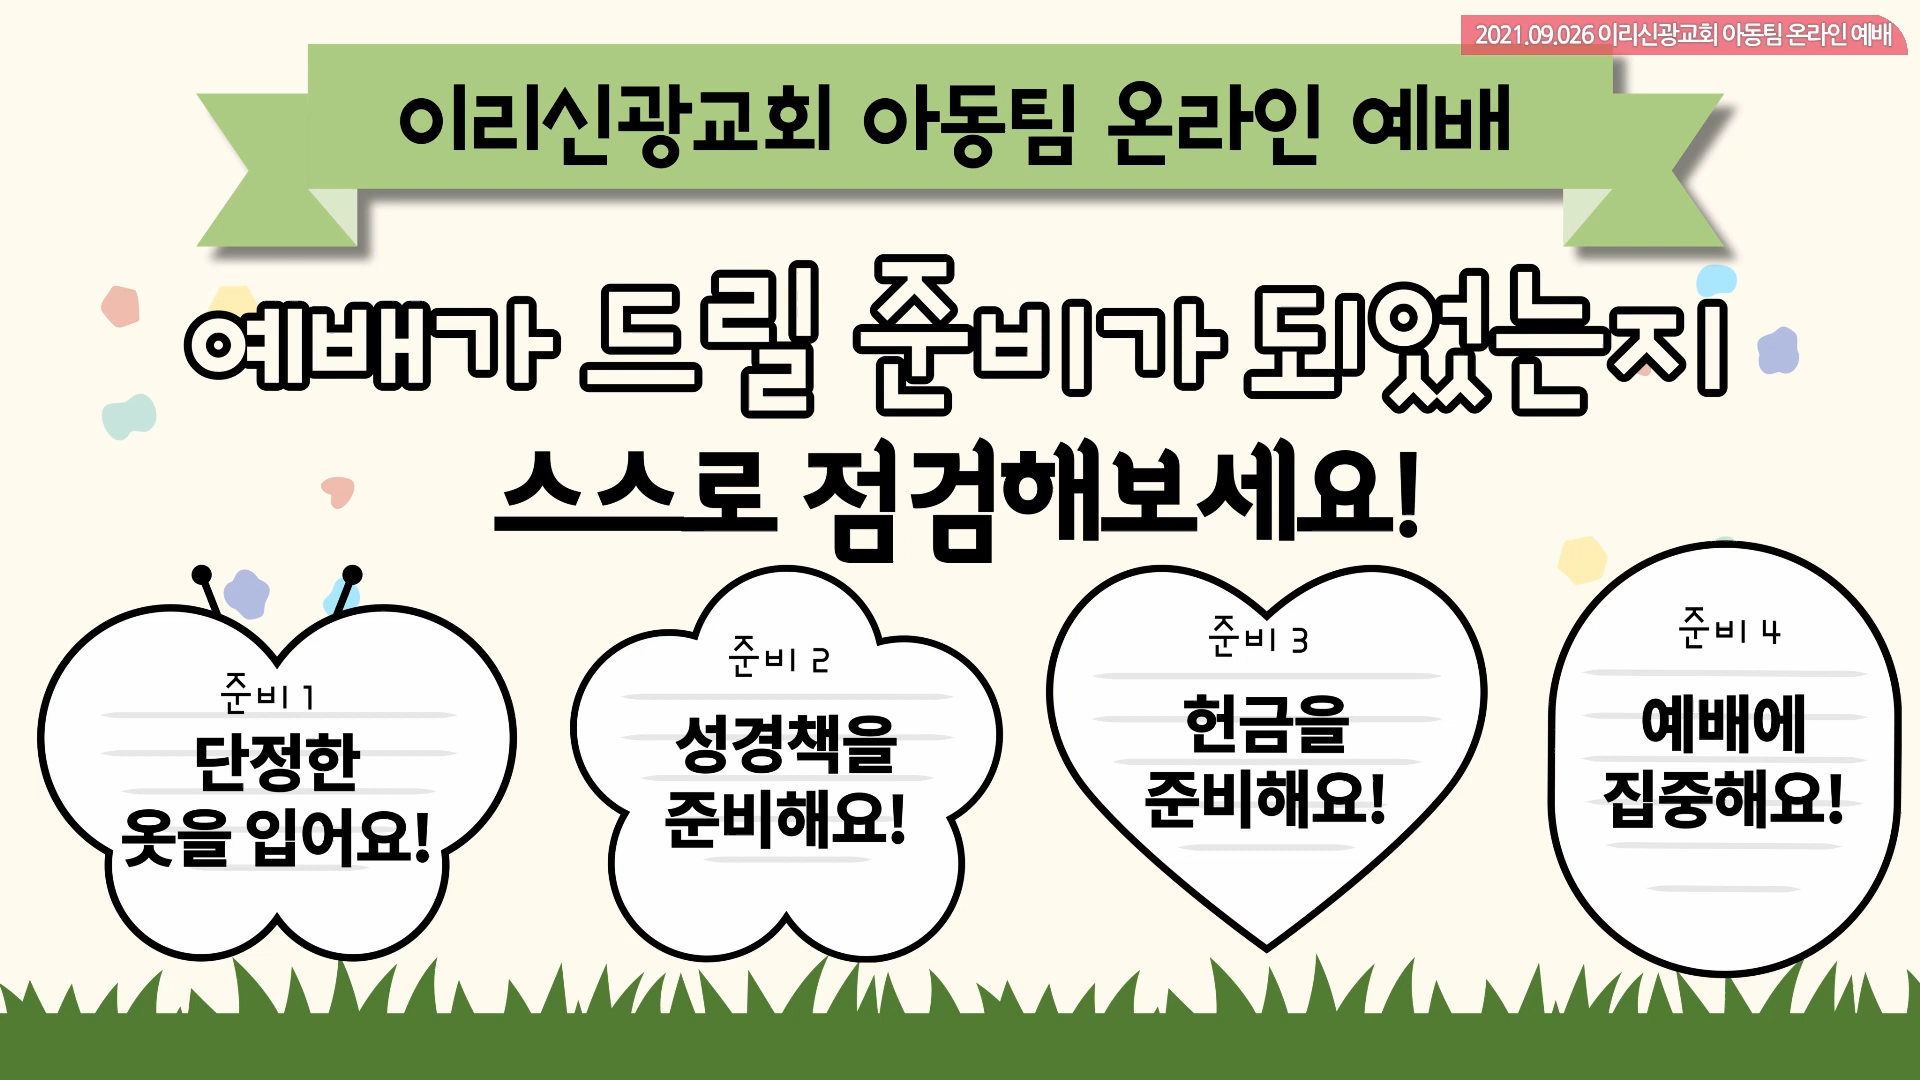 2021.09.026 이리신광교회 아동팀 온라인 예배
이리신광교회 아동팀 온라인 예배
예배가 드릴 준비가 되었는지
스스로 점검해보세요!
준비 1
단정한
옷을 입어요!
준비 2
성경책을
준비해요!
준비 3
헌금을
준비해요!
준비 4
예배에
집중해요!